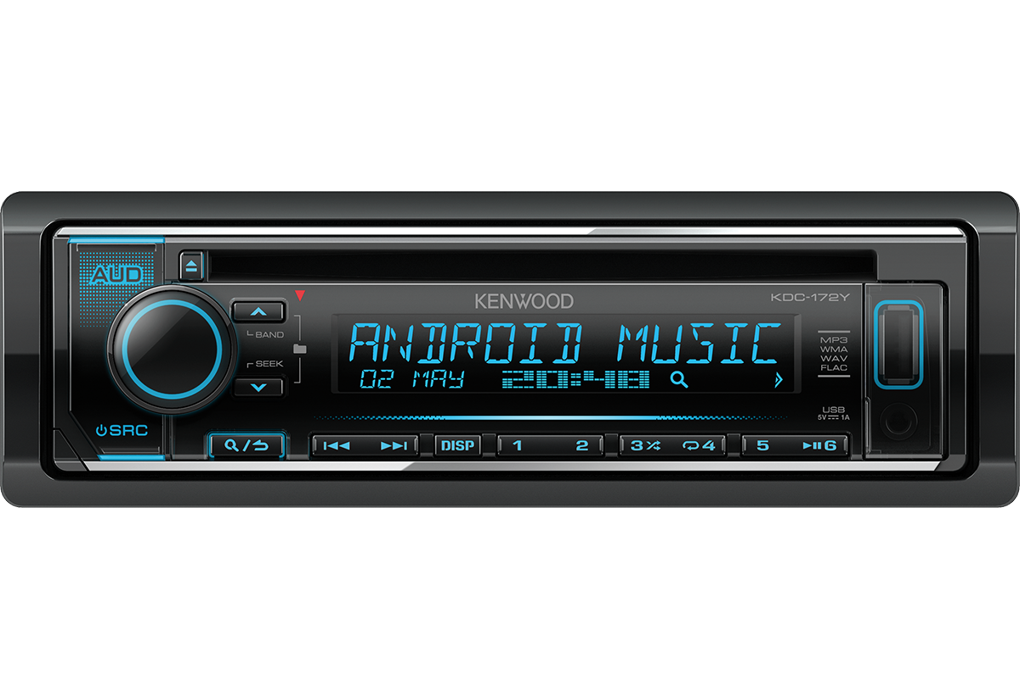 AUD
KENWOOD
KDC-172Y
BAND
SEEK
ANDROID MUSIC
02 MAY 20:48
MP3
WMA
WAV
FLAC
USB
5V 1A
SRC
DISP
1
2
3
4
5
6